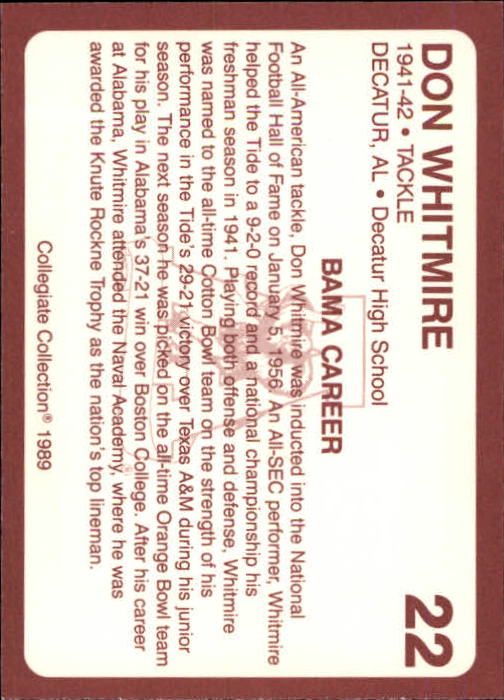 DON WHITMIRE 22
1941-42 • TACKLE
DECATUR, AL • Decatur High School
BAMA CAREER
An All-American tackle, Don Whitmire was inducted into the National
Football Hall of Fame on January 5, 1956. An All-SEC performer, Whitmire
helped the Tide to a 9-2-0 record and a national championship his
freshman season in 1941. Playing both offense and defense, Whitmire
was named to the all-time Cotton Bowl team on the strength of his
performance in the Tide's 29-21 victory over Texas A&M during his junior
season. The next season he was picked on the all-time Orange Bowl team
for his play in Alabama's 37-21 win over Boston College. After his career
at Alabama, Whitmire attended the Naval Academy, where he was
awarded the Knute Rockne Trophy as the nation's top lineman.
Collegiate Collection® 1989